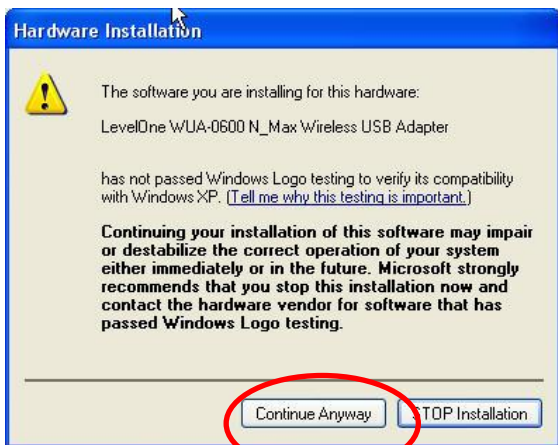 Hardware Installation
The software you are installing for this hardware:
LevelOne WUA-0600 N_Max Wireless USB Adapter
has not passed Windows Logo testing to verify its compatibility
with Windows XP. (Tell me why this testing is important.)
Continuing your installation of this software may impair
or destabilize the correct operation of your system
either immediately or in the future. Microsoft strongly
recommends that you stop this installation now and
contact the hardware vendor for software that has
passed Windows Logo testing.
Continue Anyway STOP Installation